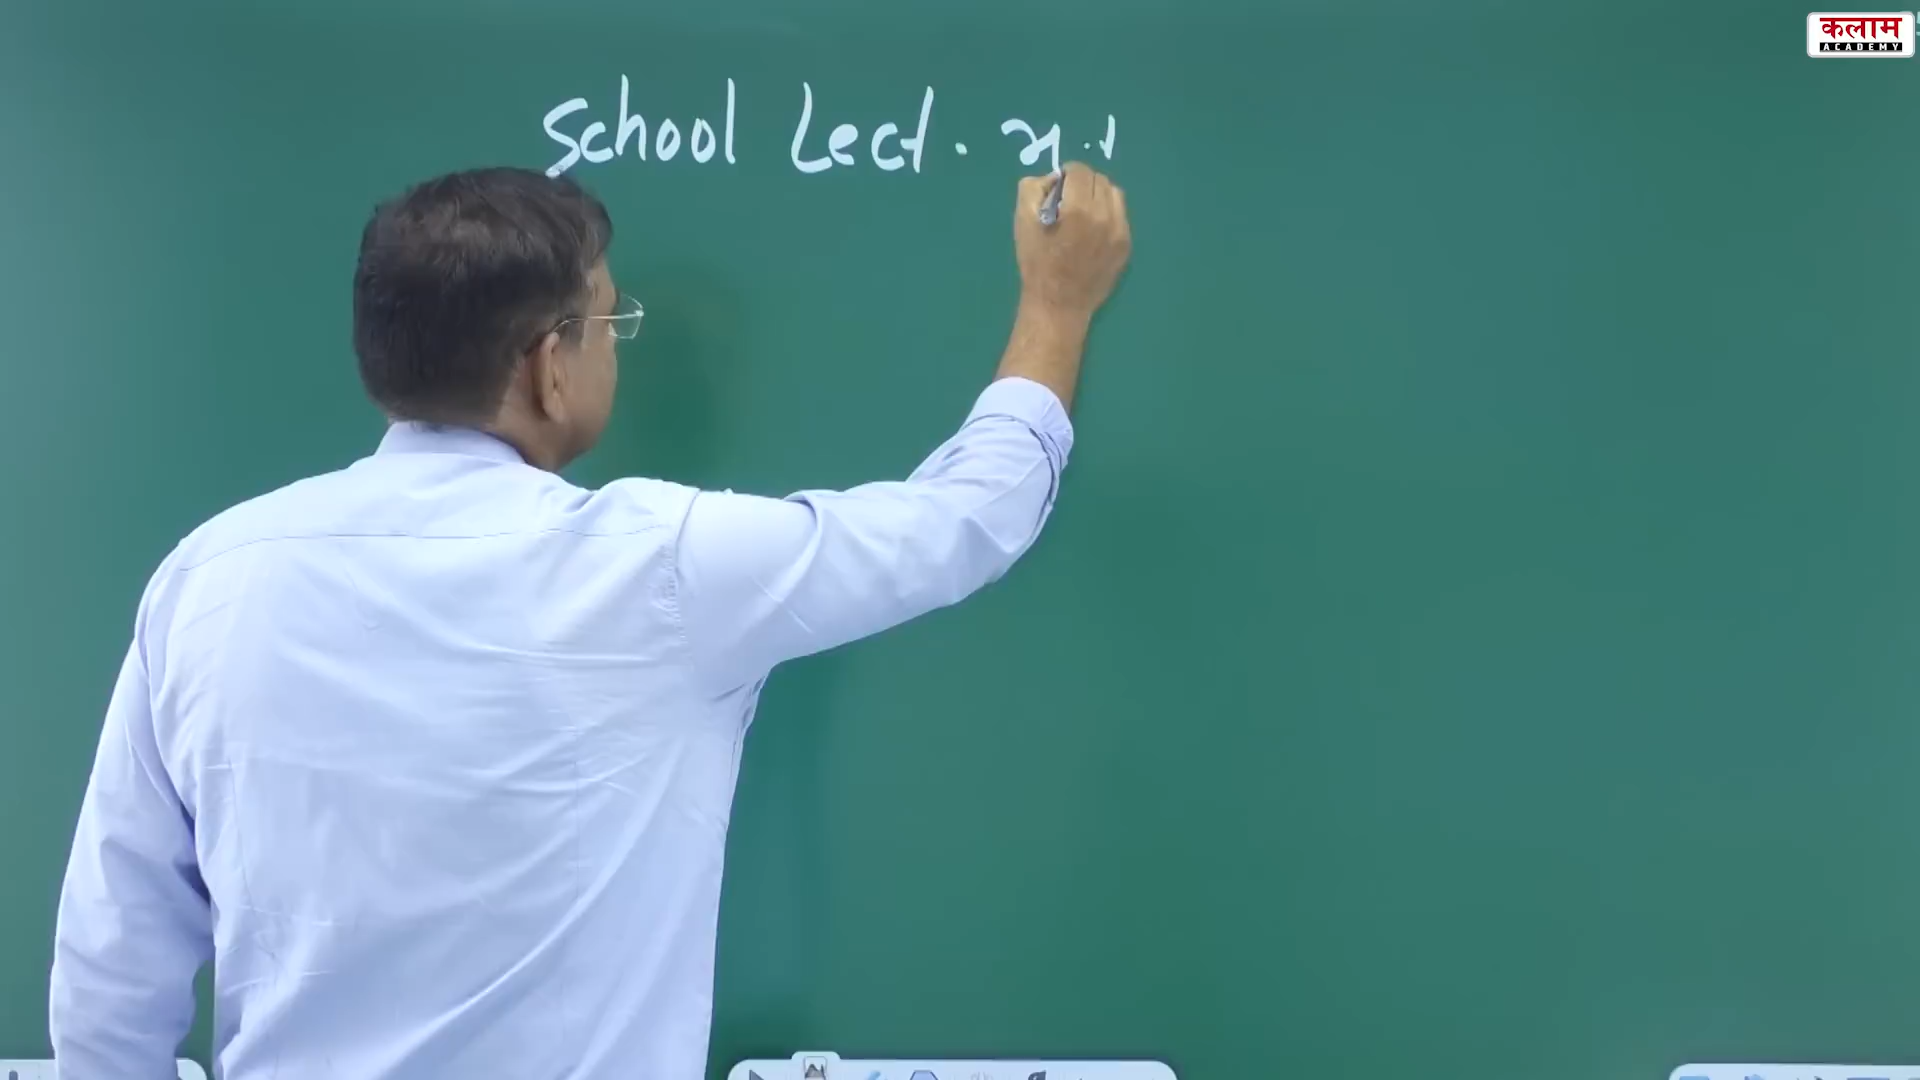 कलाम
ACADEMY
School Lect.